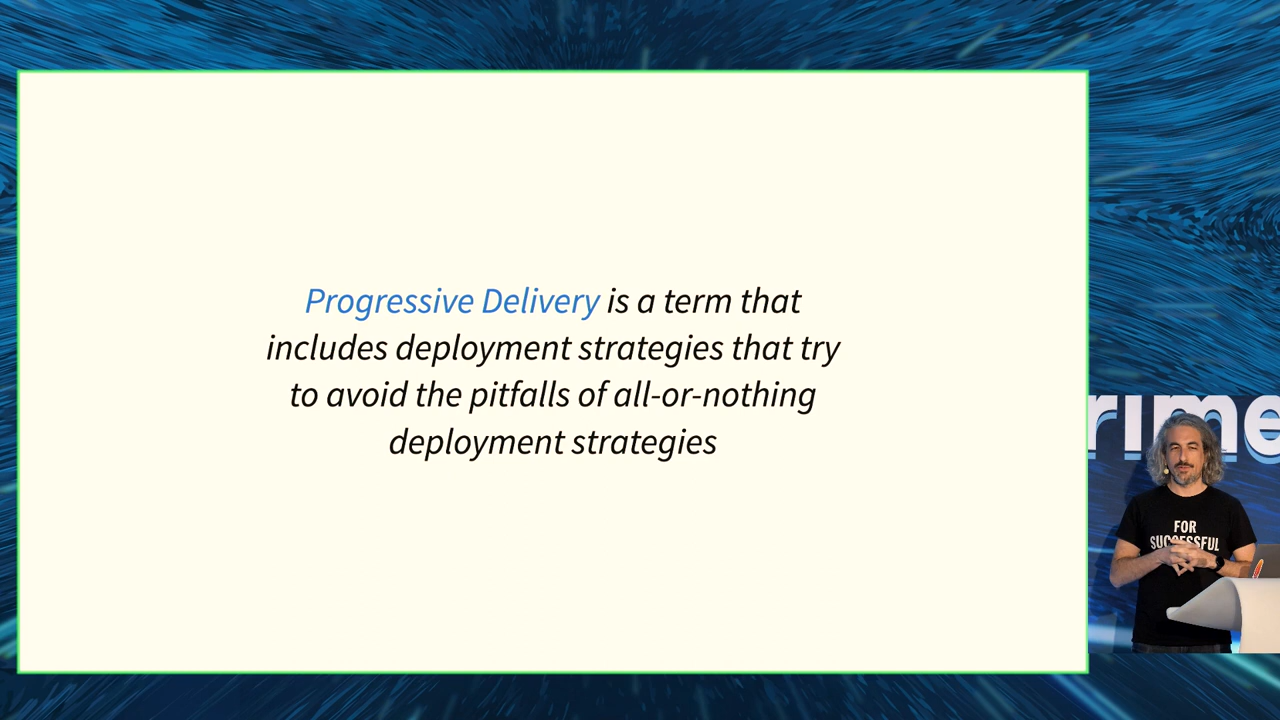 Progressive Delivery is a term that
includes deployment strategies that try
to avoid the pitfalls of all-or-nothing
deployment strategies
rime
FOR
SUCCESSFUL